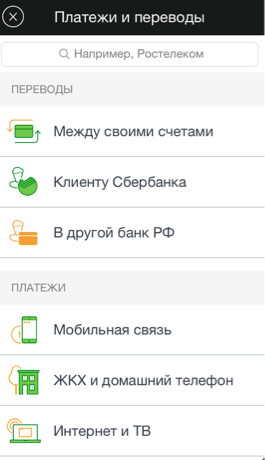 Платежи и переводы
Например, Ростелеком
ПЕРЕВОДЫ
Между своими счетами
Клиенту Сбербанка
В другой банк РФ
ПЛАТЕЖИ
Мобильная связь
ЖКХ и домашний телефон
Интернет и ТВ